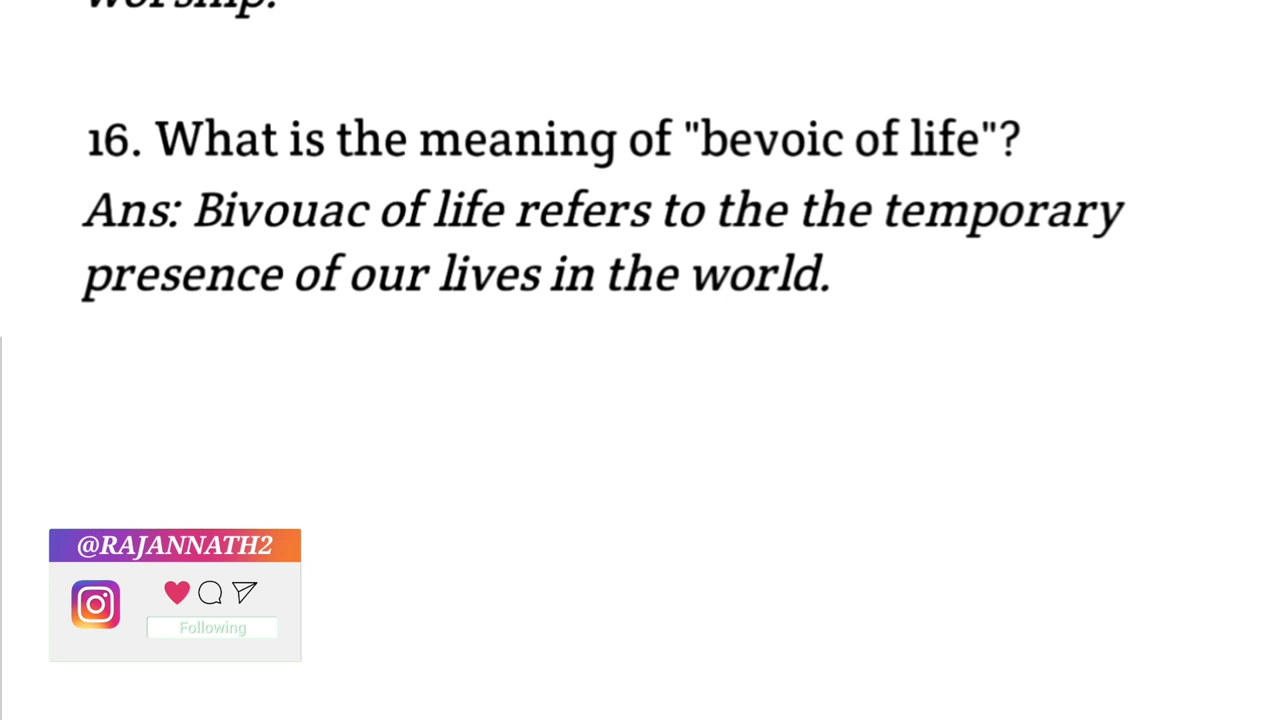 worship.
16. What is the meaning of "bevoic of life"?
Ans: Bivouac of life refers to the the temporary
presence of our lives in the world.
@RAJANNATH2
Following